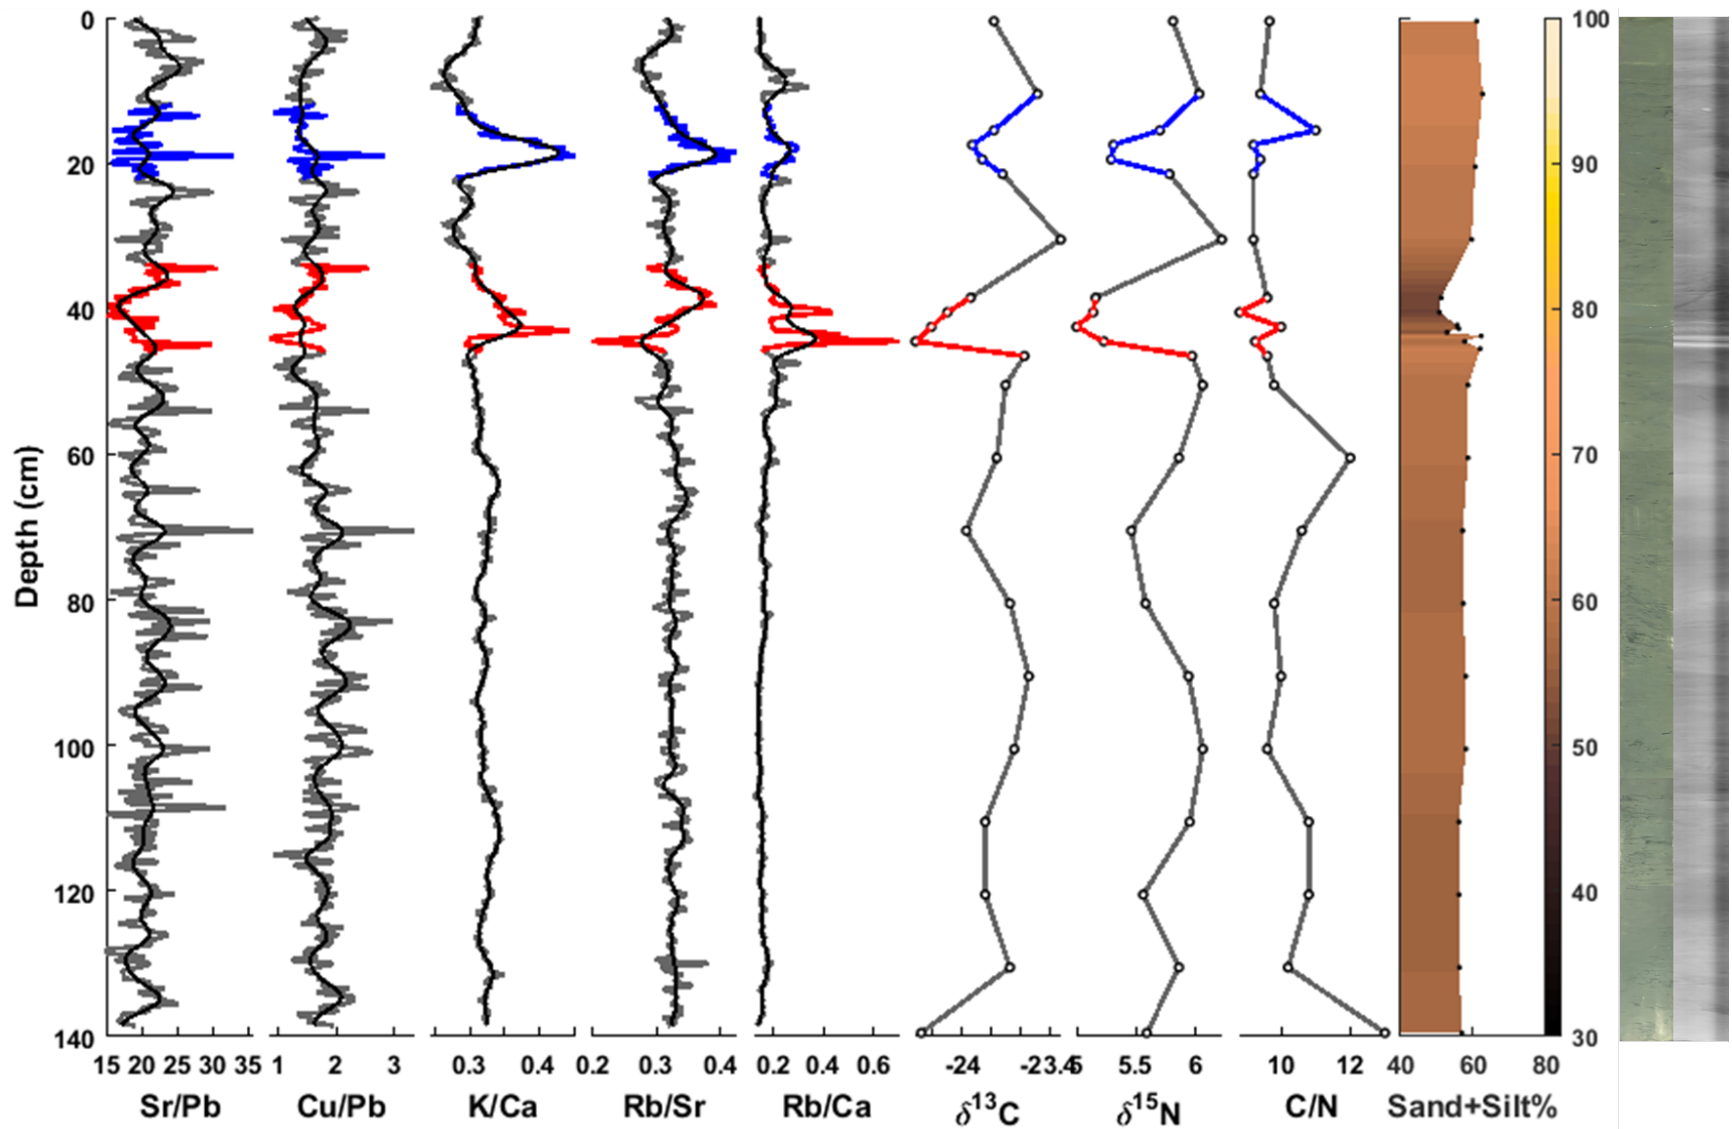 0
20
40
60
80
100
120
140
Depth (cm)
15 20 25 30 35
1 2 3
0.3 0.4
0.2 0.3 0.4
0.2 0.4 0.6
-24 -23.5
5 5.5 6
10 12
40 60 80
100
90
80
70
60
50
40
30
Sr/Pb
Cu/Pb
K/Ca
Rb/Sr
Rb/Ca
δ¹³C
δ¹⁵N
C/N
Sand+Silt%